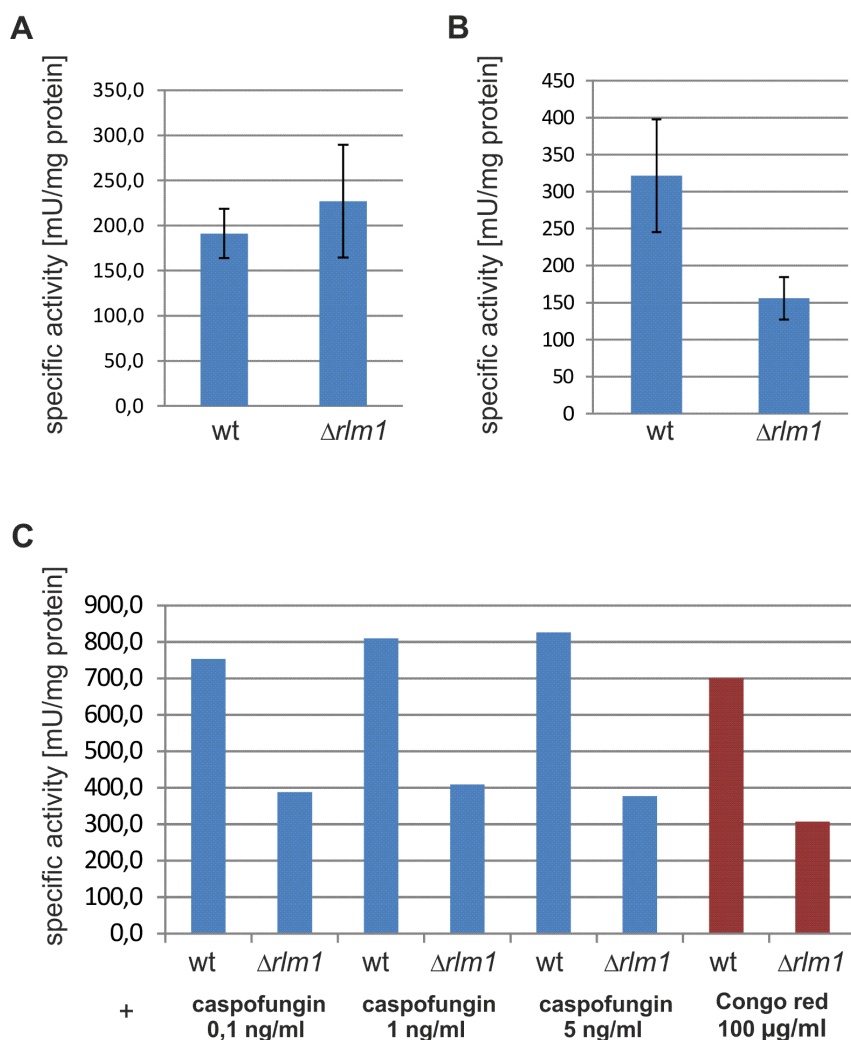 A
specific activity [mU/mg protein]
350,0
300,0
250,0
200,0
150,0
100,0
50,0
0,0
wt Δrlm1
B
specific activity [mU/mg protein]
450
400
350
300
250
200
150
100
50
0
wt Δrlm1
C
specific activity [mU/mg protein]
900,0
800,0
700,0
600,0
500,0
400,0
300,0
200,0
100,0
0,0
wt Δrlm1 wt Δrlm1 wt Δrlm1 wt Δrlm1
+ caspofungin caspofungin caspofungin Congo red
0,1 ng/ml 1 ng/ml 5 ng/ml 100 µg/ml